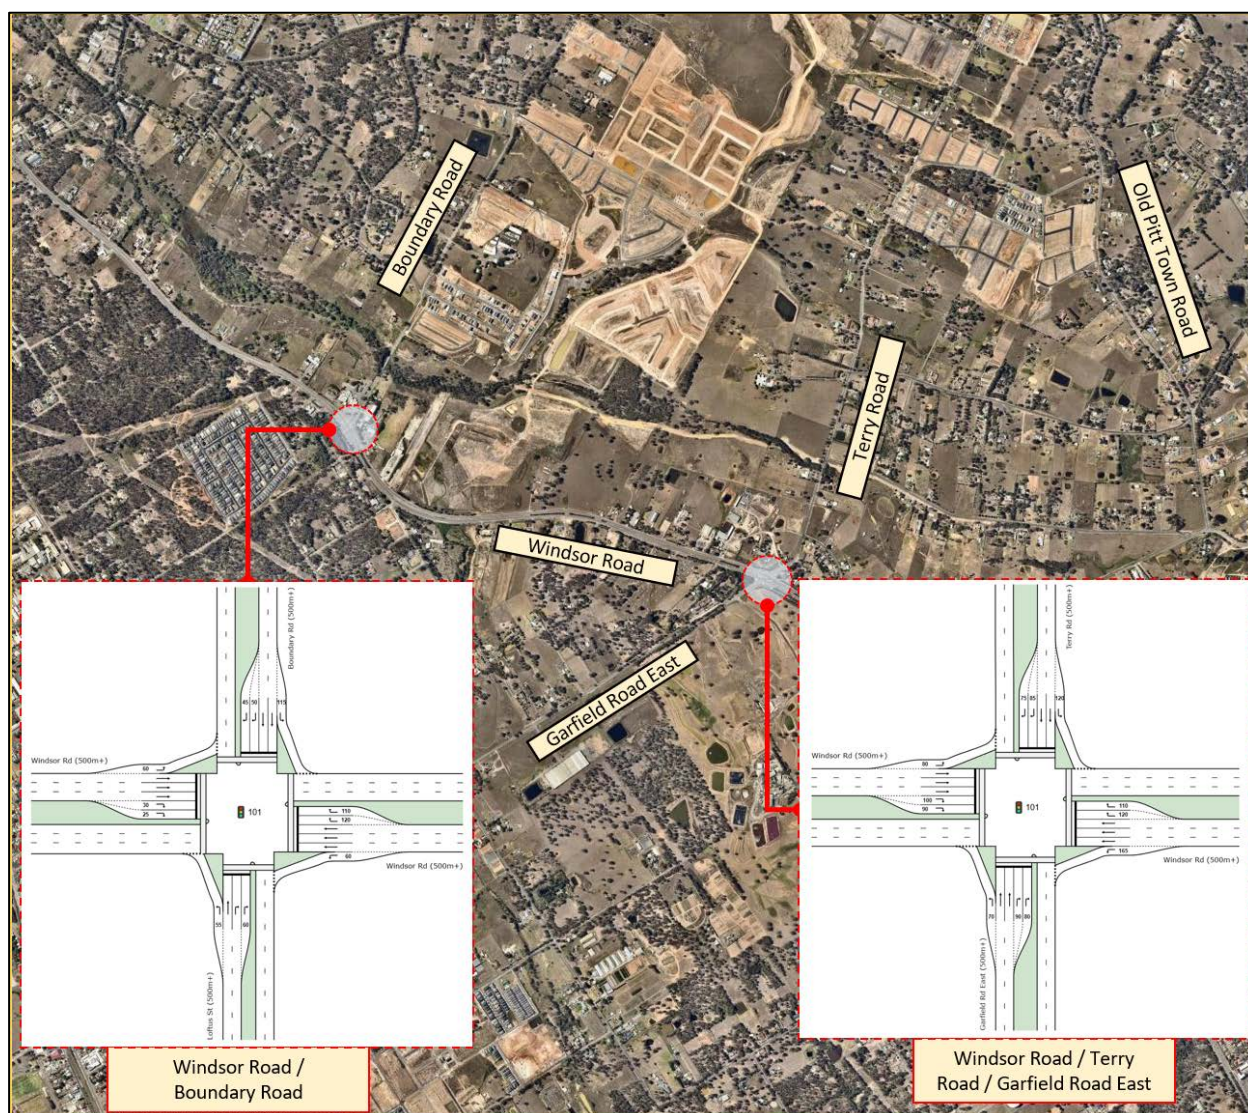 Boundary Road
Old Pitt Town Road
Terry Road
Windsor Road
Garfield Road East
Boundary Rd (500m+)
45 50 115
Windsor Rd (500m+)
60
30
25
101
110
120
60
Windsor Rd (500m+)
55 60
Loftus St (500m+)
Windsor Road /
Boundary Road
Terry Rd (500m+)
75 85 120
Windsor Rd (500m+)
100
90
101
110
120
165
Windsor Rd (500m+)
70 90 80
Garfield Rd East (500m+)
Windsor Road / Terry
Road / Garfield Road East